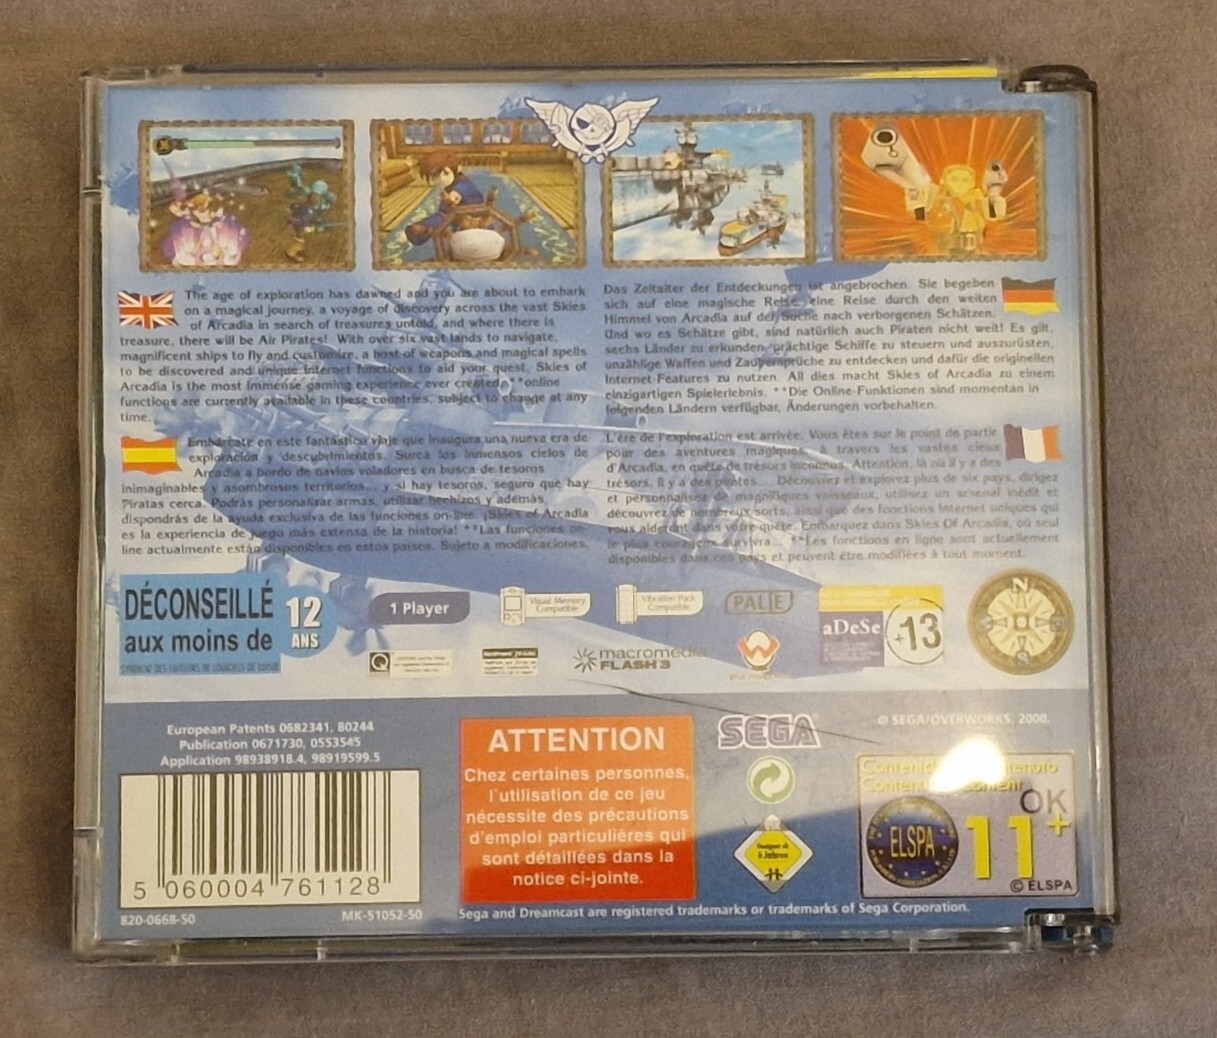 The age of exploration has dawned and you are about to embark
on a magical journey, a voyage of discovery across the vast Skies
of Arcadia in search of treasures untold, and where there is
treasure, there will be Air Pirates! With over six vast lands to navigate,
magnificent ships to fly and customize, a host of weapons and magical spells
to be discovered and unique Internet functions to aid your quest, Skies of
Arcadia is the most immense gaming experience ever created. **online
functions are currently available in these countries, subject to change at any
time.
Das Zeitalter der Entdeckungen ist angebrochen. Sie begeben
sich auf eine magische Reise, eine Reise durch den weiten
Himmel von Arcadia auf der Suche nach verborgenen Schätzen.
Und wo es Schätze gibt, sind natürlich auch Piraten nicht weit! Es gilt,
sechs Länder zu erkunden, prächtige Schiffe zu steuern und auszurüsten,
unzählige Waffen und Zaubersprüche zu entdecken und dafür die originellen
Internet-Features zu nutzen. All dies macht Skies of Arcadia zu einem
einzigartigen Spielerlebnis. **Die Online-Funktionen sind momentan in
folgenden Ländern verfügbar, Änderungen vorbehalten.
Embárcate en este fantástico viaje que inaugura una nueva era de
exploración y descubrimientos. Surca los inmensos cielos de
Arcadia a bordo de navíos voladores en busca de tesoros
inimaginables y asombrosos territorios... y si hay tesoros, seguro que hay
Piratas cerca. Podrás personalizar armas, utilizar hechizos y además
dispondrás de la ayuda exclusiva de las funciones on-line. ¡Skies of Arcadia
es la experiencia de juego más extensa de la historia! **Las funciones on-
line actualmente están disponibles en estos países. Sujeto a modificaciones.
L'ère de l'exploration est arrivée. Vous êtes sur le point de partir
pour des aventures magiques, à travers les vastes cieux
d'Arcadia, en quête de trésors inconnus. Attention, là où il y a des
trésors, il y a des pirates... Découvrez et explorez plus de six pays, dirigez
et personnalisez de magnifiques vaisseaux, utilisez un arsenal inédit et
découvrez de nombreux sorts, ainsi que des fonctions Internet uniques qui
vous aideront dans votre quête. Embarquez dans Skies Of Arcadia, où seul
le plus courageux survivra... **Les fonctions en ligne sont actuellement
disponibles dans ces pays et peuvent être modifiées à tout moment.
DÉCONSEILLÉ
aux moins de
12
ANS
SYNDICAT DES EDITEURS DE LOGICIELS DE LOISIRS
1 Player
Visual Memory
Compatible
Vibration Pack
Compatible
PAL E
aDeSe
+13
N
S
macromedia
FLASH 3
European Patents 0682341, 80244
Publication 0671730, 0553545
Application 98938918.4, 98919599.5
5 060004 761128
820-0668-50
MK-51052-50
ATTENTION
Chez certaines personnes,
l'utilisation de ce jeu
nécessite des précautions
d'emploi particulières qui
sont détaillées dans la
notice ci-jointe.
SEGA
© SEGA/OVERWORKS, 2000.
Geeignet ab
6 Jahren
Content
OK
ELSPA
11+
© ELSPA
Sega and Dreamcast are registered trademarks or trademarks of Sega Corporation.